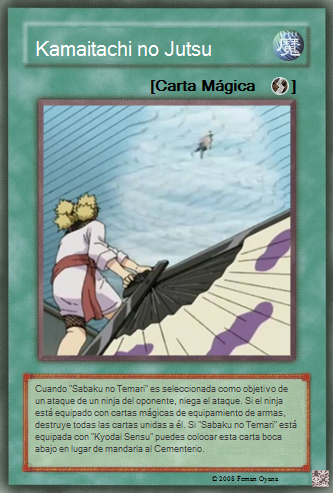 Kamaitachi no Jutsu
魔
[Carta Mágica ]
Cuando "Sabaku no Temari" es seleccionada como objetivo de
un ataque de un ninja del oponente, niega el ataque. Si el ninja
está equipado con cartas mágicas de equipamiento de armas,
destruye todas las cartas unidas a él. Si "Sabaku no Temari" está
equipada con "Kyodai Sensu" puedes colocar esta carta boca
abajo en lugar de mandarla al Cementerio.
© 2008 Fernan Oyana